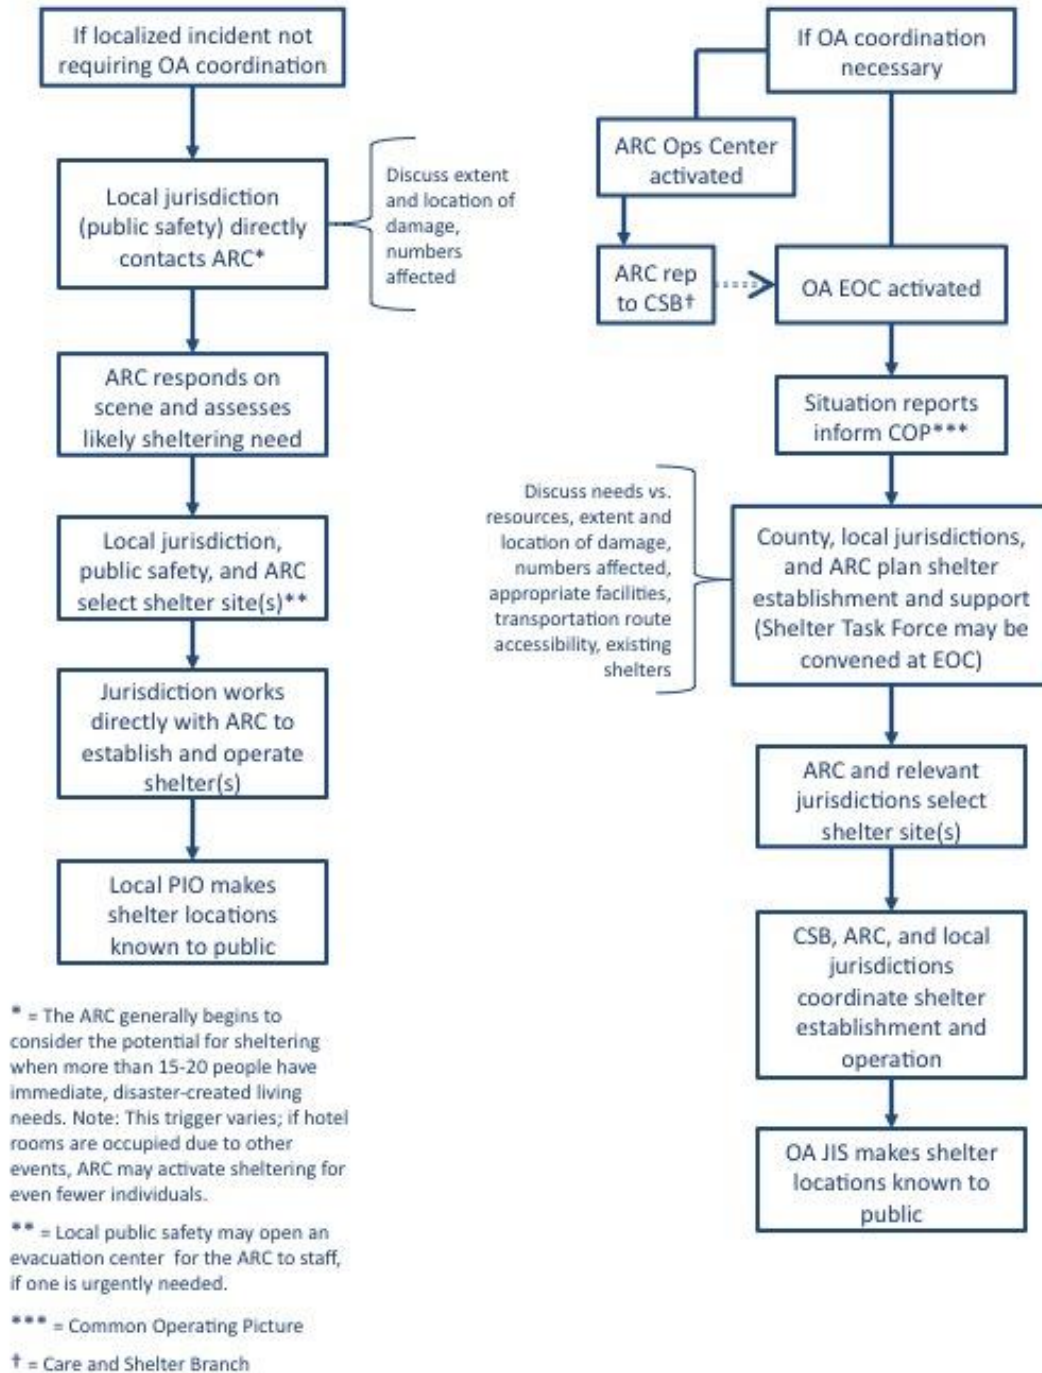 If localized incident not
requiring OA coordination
Local jurisdiction
(public safety) directly
contacts ARC*
Discuss extent
and location of
damage,
numbers
affected
ARC responds on
scene and assesses
likely sheltering need
Local jurisdiction,
public safety, and ARC
select shelter site(s)**
Jurisdiction works
directly with ARC to
establish and operate
shelter(s)
Local PIO makes
shelter locations
known to public
* = The ARC generally begins to
consider the potential for sheltering
when more than 15-20 people have
immediate, disaster-created living
needs. Note: This trigger varies; if hotel
rooms are occupied due to other
events, ARC may activate sheltering for
even fewer individuals.
** = Local public safety may open an
evacuation center for the ARC to staff,
if one is urgently needed.
*** = Common Operating Picture
† = Care and Shelter Branch
If OA coordination
necessary
ARC Ops Center
activated
ARC rep
to CSB†
OA EOC activated
Situation reports
inform COP***
Discuss needs vs.
resources, extent and
location of damage,
numbers affected,
appropriate facilities,
transportation route
accessibility, existing
shelters
County, local jurisdictions,
and ARC plan shelter
establishment and support
(Shelter Task Force may be
convened at EOC)
ARC and relevant
jurisdictions select
shelter site(s)
CSB, ARC, and local
jurisdictions
coordinate shelter
establishment and
operation
OA JIS makes shelter
locations known to
public